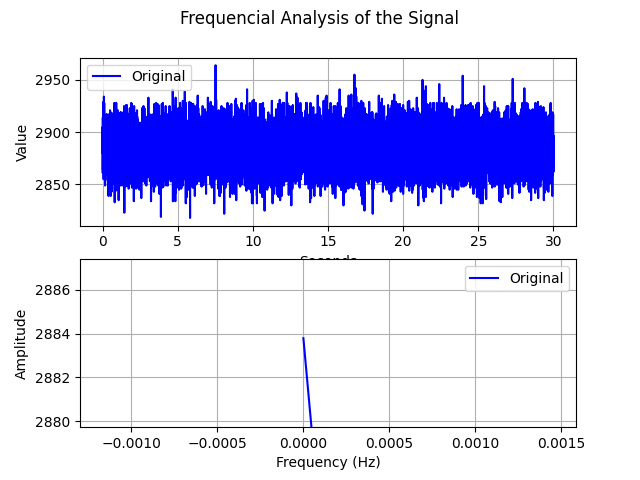 Frequencial Analysis of the Signal
Original
Value
2950
2900
2850
0 5 10 15 20 25 30
Seconds
Original
Amplitude
2886
2884
2882
2880
−0.0010 −0.0005 0.0000 0.0005 0.0010 0.0015
Frequency (Hz)